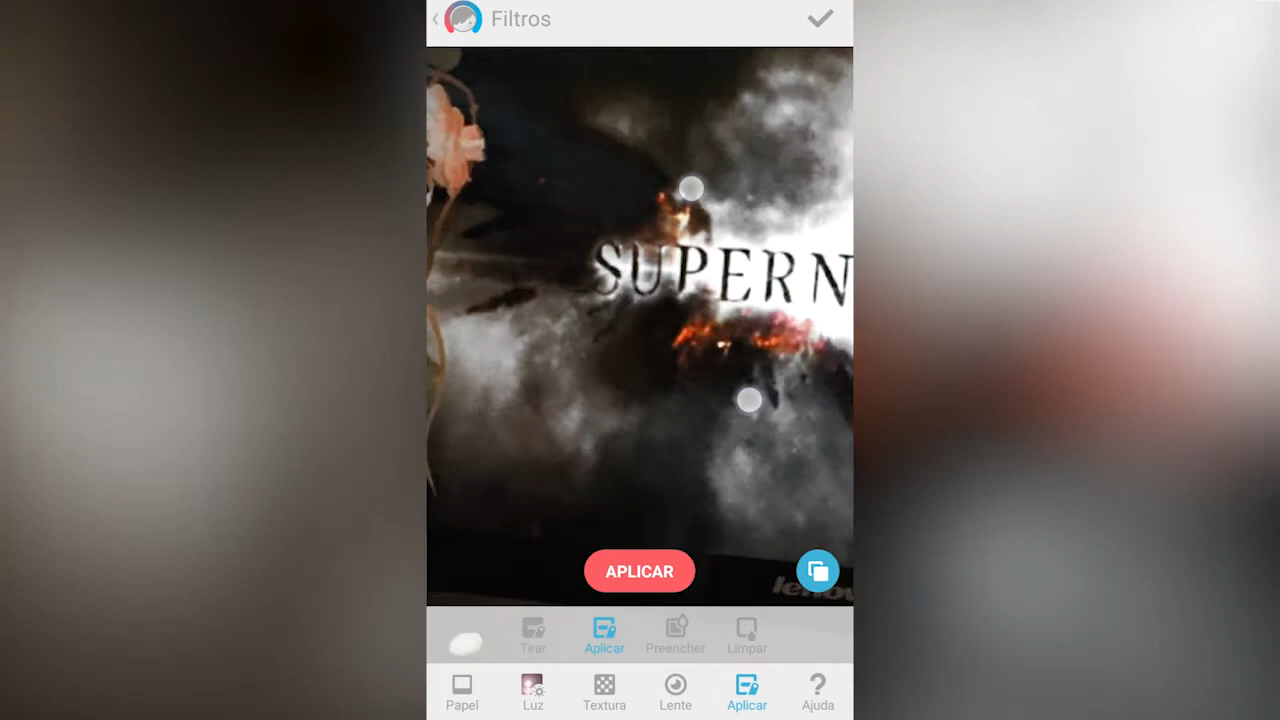 Filtros
SUPERN
APLICAR
Tirar
Aplicar
Preencher
Limpar
Papel
Luz
Textura
Lente
Aplicar
Ajuda